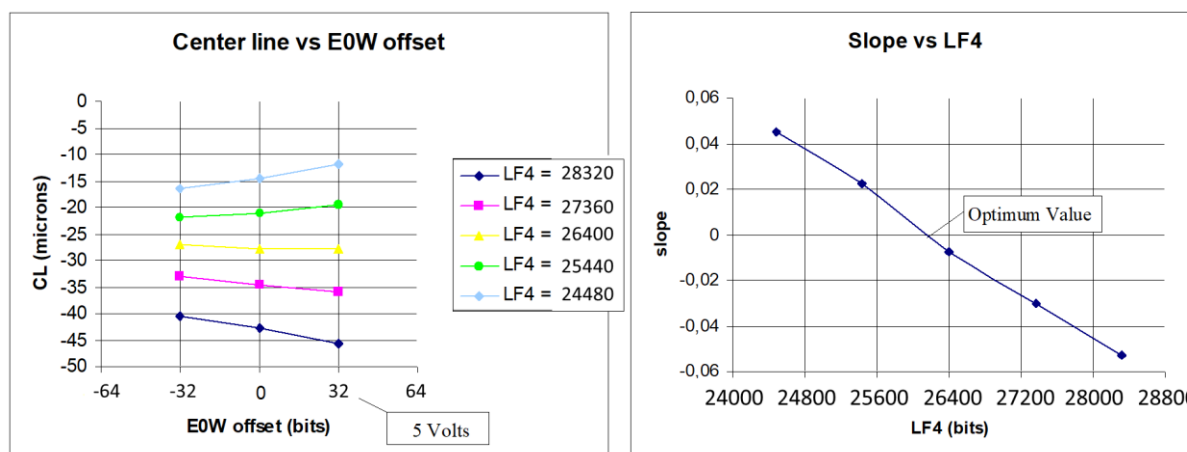 Center line vs E0W offset
CL (microns)
0
-5
-10
-15
-20
-25
-30
-35
-40
-45
-50
-64
-32
0
32
64
E0W offset (bits)
5 Volts
LF4 = 28320
LF4 = 27360
LF4 = 26400
LF4 = 25440
LF4 = 24480
Slope vs LF4
slope
0,06
0,04
0,02
0
-0,02
-0,04
-0,06
Optimum Value
24000
24800
25600
26400
27200
28000
28800
LF4 (bits)